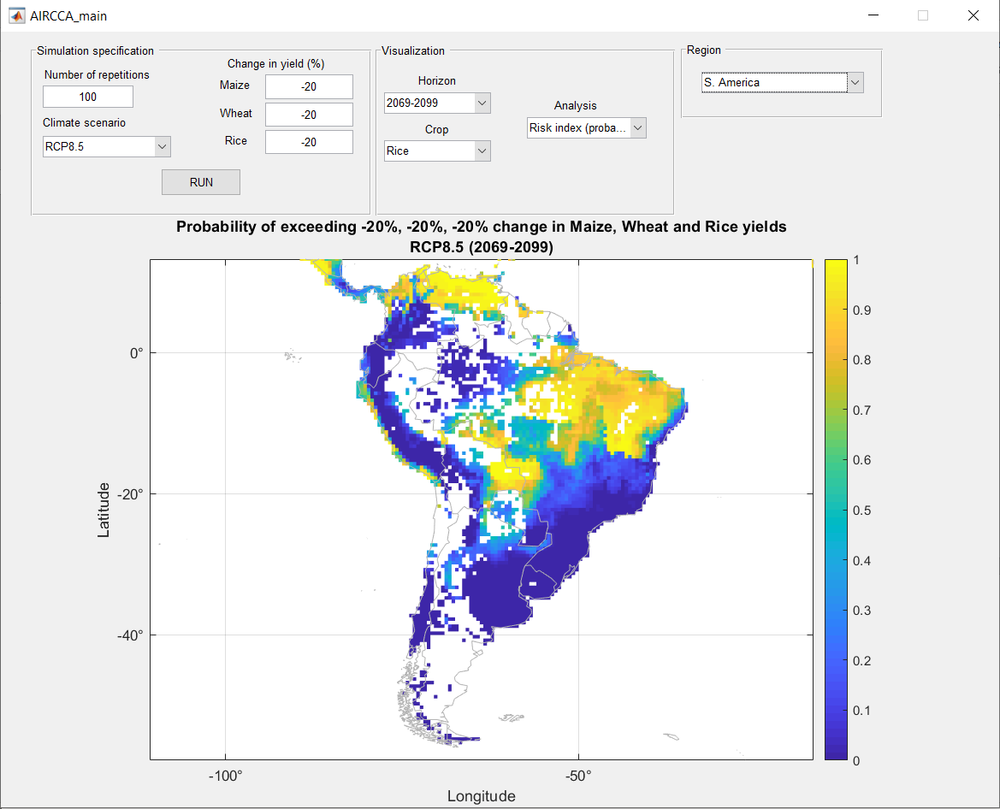 AIRCCA_main
Simulation specification
Number of repetitions
100
Climate scenario
RCP8.5
Change in yield (%)
Maize
-20
Wheat
-20
Rice
-20
RUN
Visualization
Horizon
2069-2099
Crop
Rice
Analysis
Risk index (proba...
Region
S. America
Probability of exceeding -20%, -20%, -20% change in Maize, Wheat and Rice yields
RCP8.5 (2069-2099)
Latitude
0°
-20°
-40°
-100°
-50°
Longitude
1
0.9
0.8
0.7
0.6
0.5
0.4
0.3
0.2
0.1
0